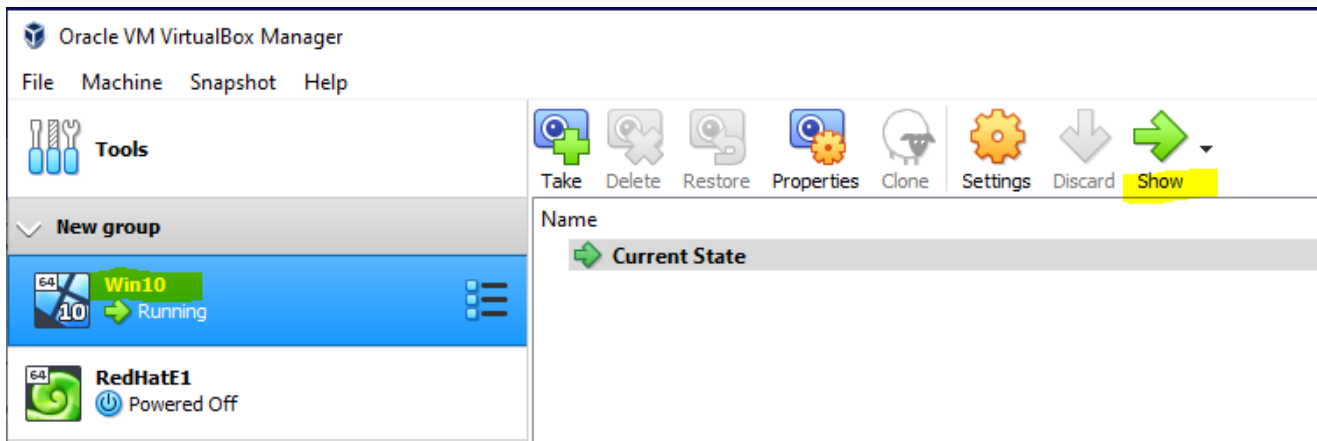 Oracle VM VirtualBox Manager
File Machine Snapshot Help
Tools
Take Delete Restore Properties Clone Settings Discard Show
New group
Name
Current State
64
10
Win10
Running
64
RedHatE1
Powered Off